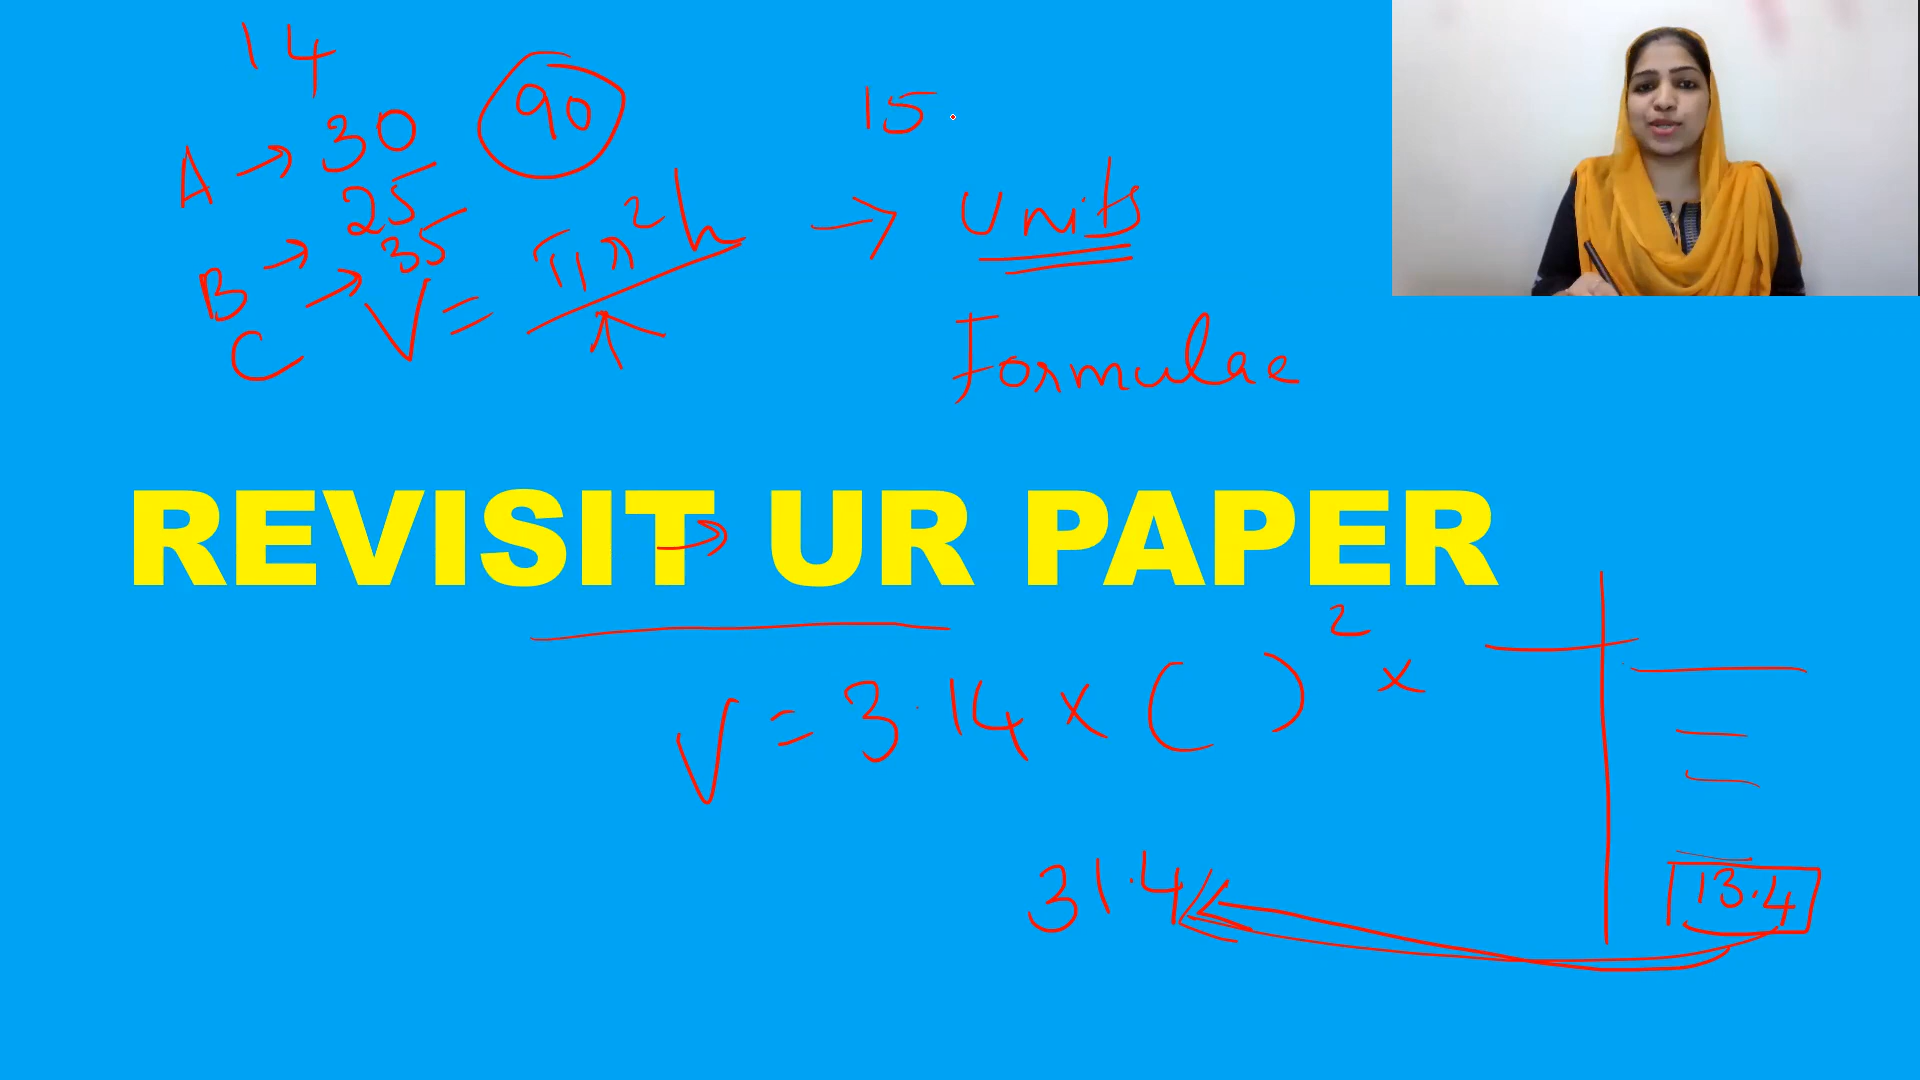 14
90
15.
A → 30
25
B → 35
C → V = πr²h → Units
Formulae
REVISIT UR PAPER
V = 3.14 × ( )² ×
31.4
13.4